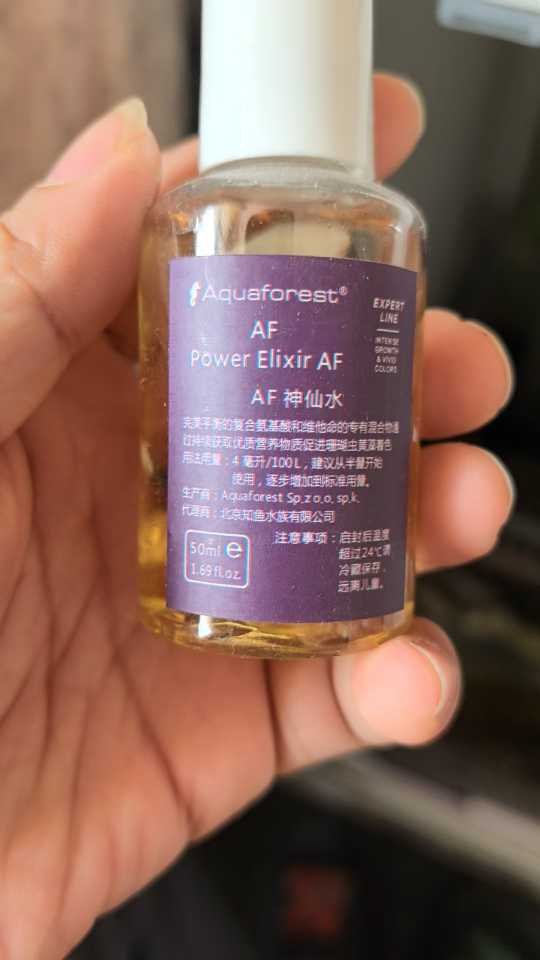 Aquaforest®
EXPERT
LINE
INTENSE
GROWTH
& VIVID
COLORS
AF
Power Elixir AF
AF 神仙水
完美平衡的复合氨基酸和维他命的专有混合物通
过持续获取优质营养物质促进珊瑚虫黄藻着色
用法用量：4 毫升/100L，建议从半量开始
使用，逐步增加到标准用量。
生产商：Aquaforest Sp,z o,o, sp,k,
代理商：北京知鱼水族有限公司
50ml e
1.69 fl.oz.
注意事项：启封后温度
超过24℃请
冷藏保存，
远离儿童。